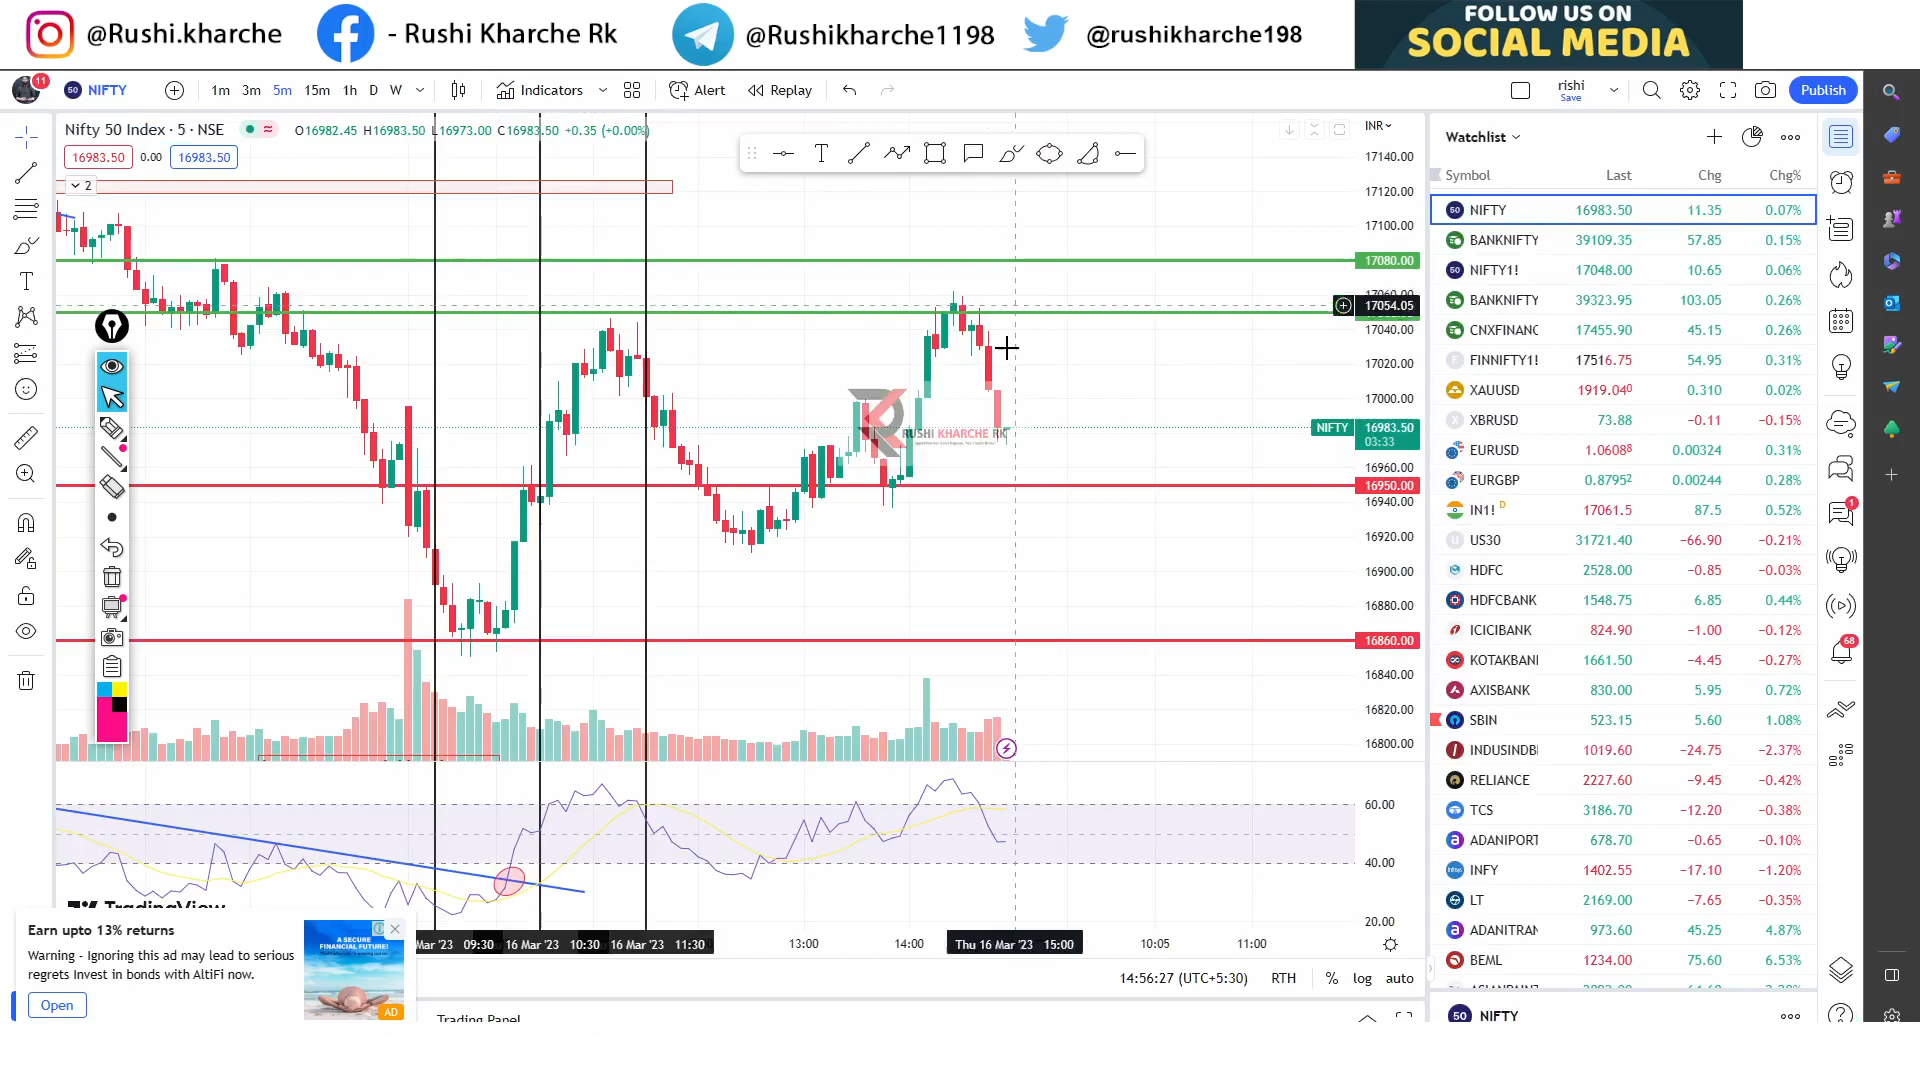 @Rushi.kharche
- Rushi Kharche Rk
@Rushikharche1198
@rushikharche198
FOLLOW US ON
SOCIAL MEDIA
11
50 NIFTY
1m 3m 5m 15m 1h D W
Indicators
Alert
Replay
rishi
Save
Publish
Nifty 50 Index · 5 · NSE
O16982.45 H16983.50 L16973.00 C16983.50 +0.35 (+0.00%)
16983.50 0.00 16983.50
2
INR
17140.00
17120.00
17100.00
17080.00
17054.05
17040.00
17020.00
17000.00
NIFTY 16983.50
03:33
16960.00
16950.00
16940.00
16920.00
16900.00
16880.00
16860.00
16840.00
16820.00
16800.00
60.00
40.00
20.00
RUSHI KHARCHE RK
TradingView
Mar '23 09:30 16 Mar '23 10:30 16 Mar '23 11:30 13:00 14:00 Thu 16 Mar '23 15:00 10:05 11:00
14:56:27 (UTC+5:30) RTH % log auto
Trading Panel
Earn upto 13% returns
Warning - Ignoring this ad may lead to serious
regrets Invest in bonds with AltiFi now.
Open
A SECURE
FINANCIAL FUTURE!
AD
Watchlist
Symbol Last Chg Chg%
50 NIFTY 16983.50 11.35 0.07%
BANKNIFTY 39109.35 57.85 0.15%
50 NIFTY1! 17048.00 10.65 0.06%
BANKNIFTY 39323.95 103.05 0.26%
CNXFINANC 17455.90 45.15 0.26%
F FINNIFTY1! 17516.75 54.95 0.31%
XAUUSD 1919.040 0.310 0.02%
X XBRUSD 73.88 −0.11 −0.15%
EURUSD 1.06088 0.00324 0.31%
EURGBP 0.87952 0.00244 0.28%
IN1! D 17061.5 87.5 0.52%
U US30 31721.40 −66.90 −0.21%
HDFC 2528.00 −0.85 −0.03%
HDFCBANK 1548.75 6.85 0.44%
ICICIBANK 824.90 −1.00 −0.12%
KOTAKBANK 1661.50 −4.45 −0.27%
AXISBANK 830.00 5.95 0.72%
SBIN 523.15 5.60 1.08%
INDUSINDBI 1019.60 −24.75 −2.37%
RELIANCE 2227.60 −9.45 −0.42%
TCS 3186.70 −12.20 −0.38%
a ADANIPORT 678.70 −0.65 −0.10%
INFY 1402.55 −17.10 −1.20%
LT 2169.00 −7.65 −0.35%
a ADANITRAN 973.60 45.25 4.87%
BEML 1234.00 75.60 6.53%
50 NIFTY
1
68